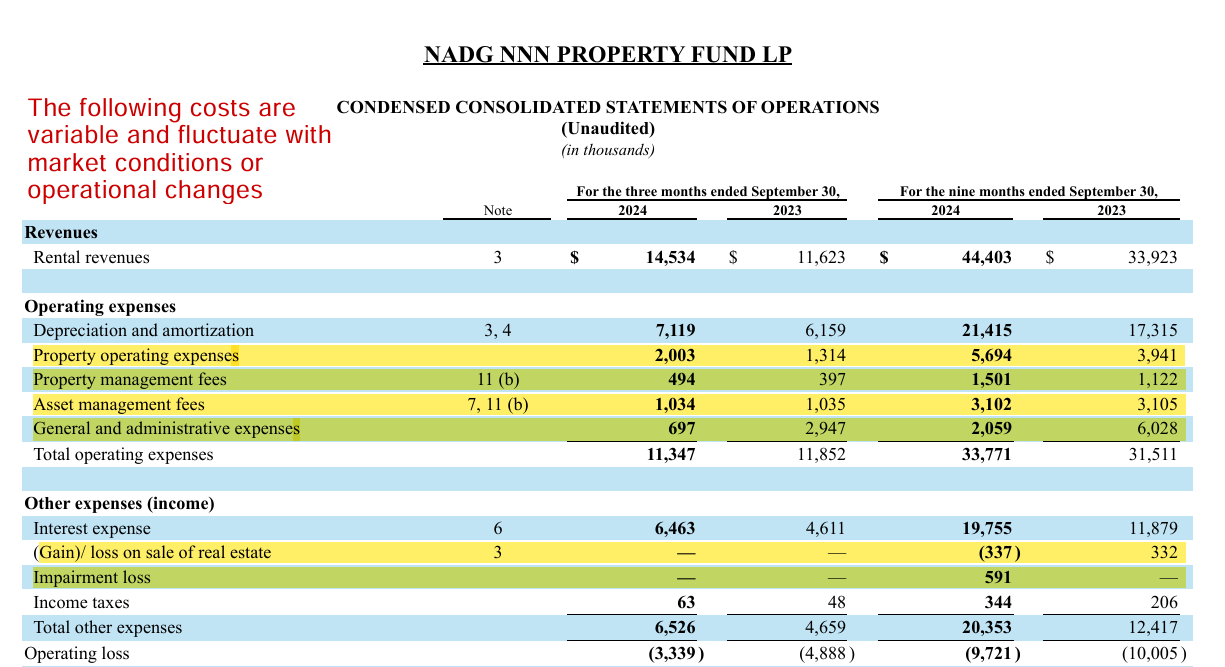 NADG NNN PROPERTY FUND LP
The following costs are
variable and fluctuate with
market conditions or
operational changes
CONDENSED CONSOLIDATED STATEMENTS OF OPERATIONS
(Unaudited)
(in thousands)
For the three months ended September 30, For the nine months ended September 30,
Note 2024 2023 2024 2023
Revenues
Rental revenues 3 $ 14,534 $ 11,623 $ 44,403 $ 33,923
Operating expenses
Depreciation and amortization 3, 4 7,119 6,159 21,415 17,315
Property operating expenses 2,003 1,314 5,694 3,941
Property management fees 11 (b) 494 397 1,501 1,122
Asset management fees 7, 11 (b) 1,034 1,035 3,102 3,105
General and administrative expenses 697 2,947 2,059 6,028
Total operating expenses 11,347 11,852 33,771 31,511
Other expenses (income)
Interest expense 6 6,463 4,611 19,755 11,879
(Gain)/ loss on sale of real estate 3 — — (337) 332
Impairment loss — — 591 —
Income taxes 63 48 344 206
Total other expenses 6,526 4,659 20,353 12,417
Operating loss (3,339) (4,888) (9,721) (10,005)